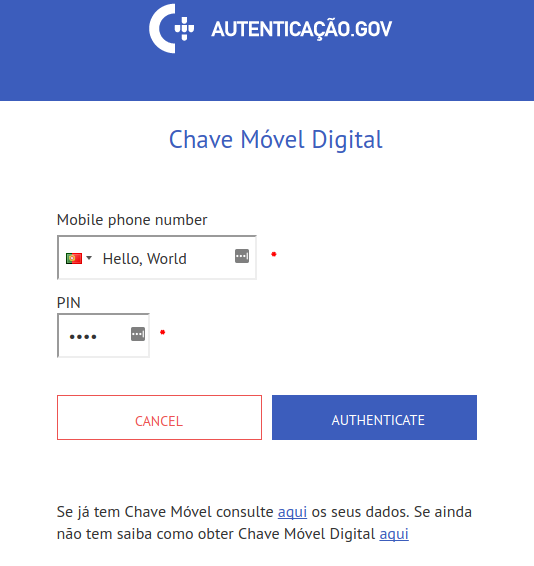 AUTENTICAÇÃO.GOV
Chave Móvel Digital
Mobile phone number
Hello, World
*
PIN
••••
*
CANCEL
AUTHENTICATE
Se já tem Chave Móvel consulte aqui os seus dados. Se ainda
não tem saiba como obter Chave Móvel Digital aqui